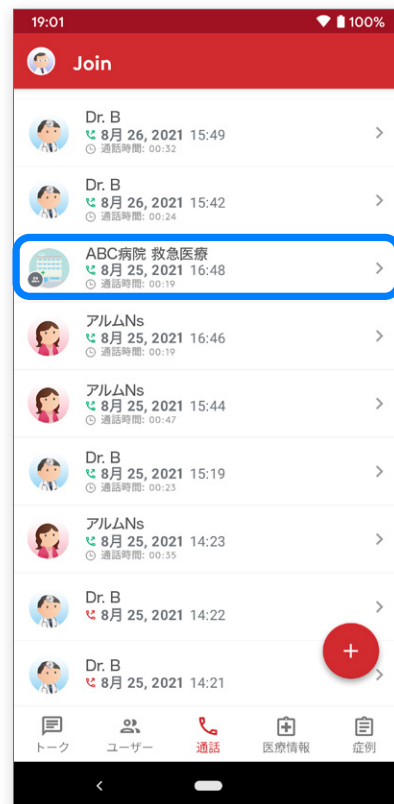 19:01
100%
Join
Dr. B
8月 26, 2021 15:49
通話時間: 00:32
Dr. B
8月 26, 2021 15:42
通話時間: 00:24
ABC病院 救急医療
8月 25, 2021 16:48
通話時間: 00:19
アルムNs
8月 25, 2021 16:46
通話時間: 00:19
アルムNs
8月 25, 2021 15:44
通話時間: 00:47
Dr. B
8月 25, 2021 15:19
通話時間: 00:23
アルムNs
8月 25, 2021 14:23
通話時間: 00:35
Dr. B
8月 25, 2021 14:22
Dr. B
8月 25, 2021 14:21
トーク ユーザー 通話 医療情報 症例